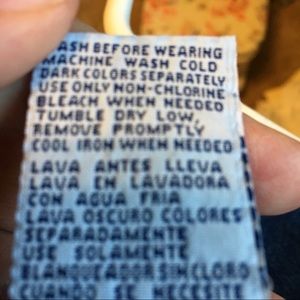 ASH BEFORE WEARING
MACHINE WASH COLD
DARK COLORS SEPARATELY
USE ONLY NON-CHLORINE
BLEACH WHEN NEEDED
TUMBLE DRY LOW,
REMOVE PROMPTLY
COOL IRON WHEN NEEDED
LAVA ANTES LLEVA
LAVA EN LAVADORA
CON AGUA FRIA
LAVA OSCURO COLORES
SEPARADAMENTE
USE SOLAMENTE
BLANQUEADOR SIN CLORO
CUANDO SE NECESITE